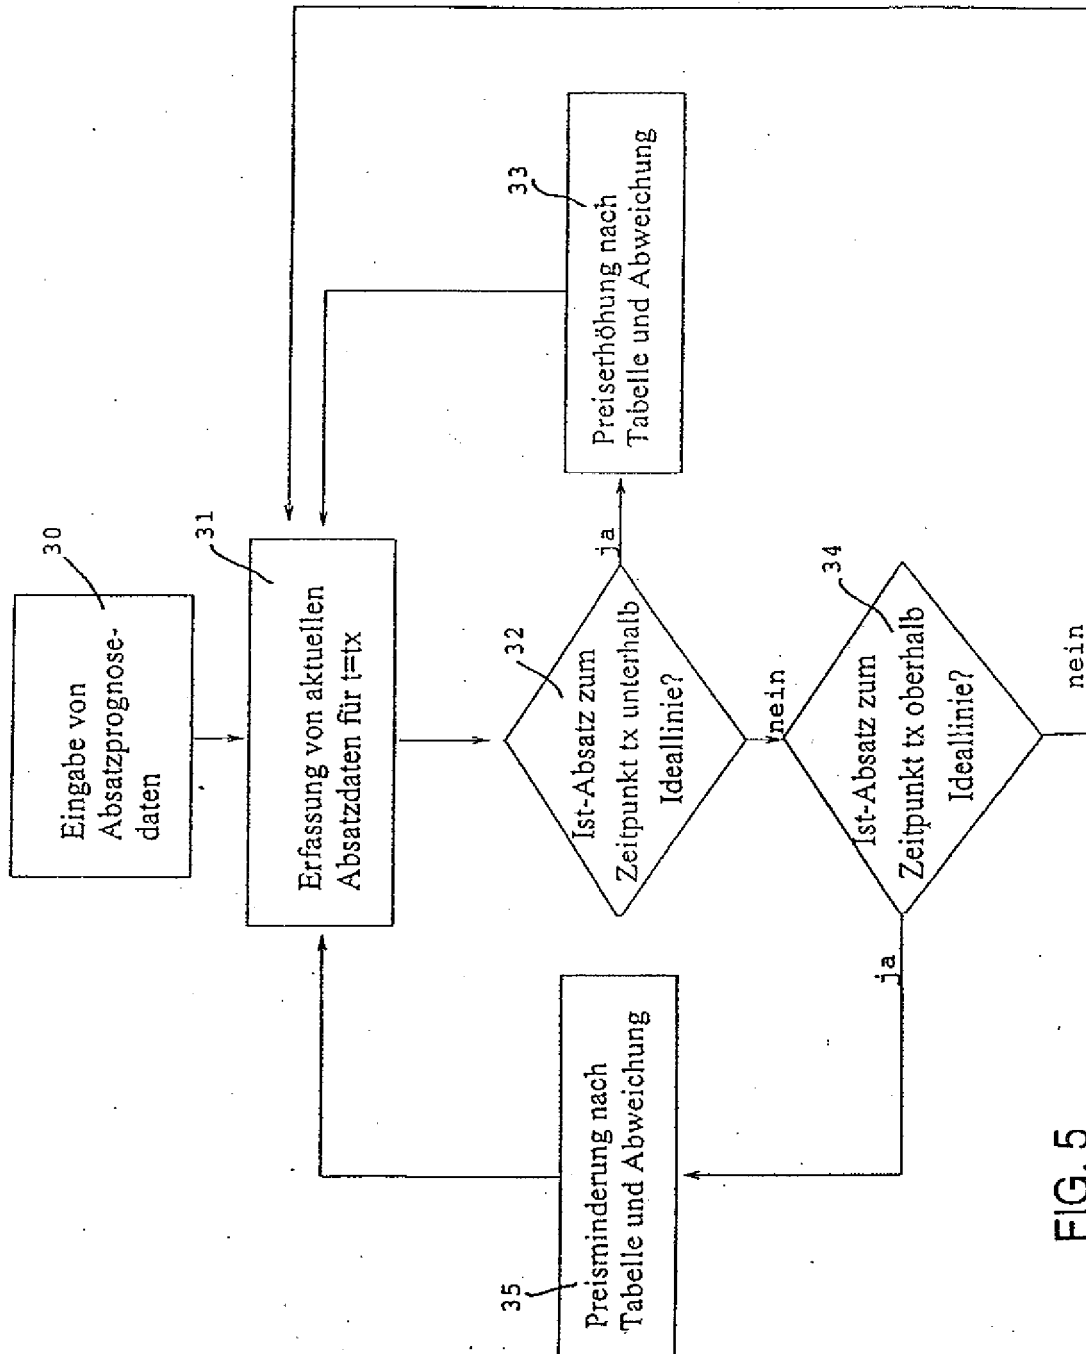 30
Eingabe von
Absatzprognose-
daten
31
Erfassung von aktuellen
Absatzdaten für t=tx
32
Ist-Absatz zum
Zeitpunkt tx unterhalb
Ideallinie?
ja
nein
33
Preiserhöhung nach
Tabelle und Abweichung
34
Ist-Absatz zum
Zeitpunkt tx oberhalb
Ideallinie?
ja
nein
35
Preisminderung nach
Tabelle und Abweichung
FIG. 5